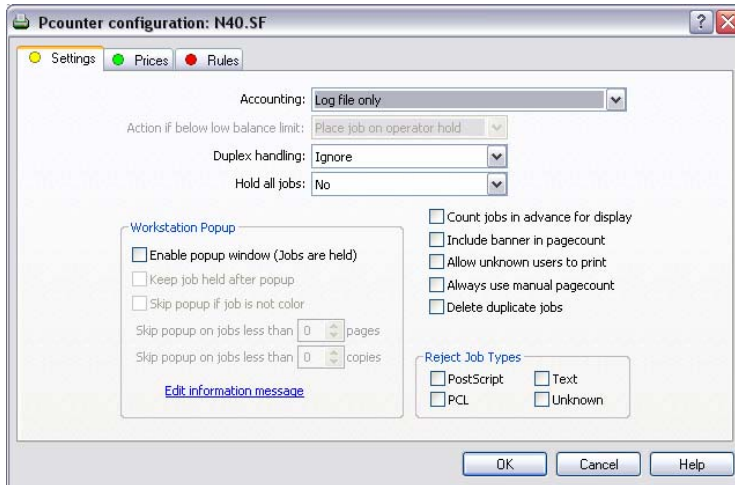 Pcounter configuration: N40.SF
Settings Prices Rules
Accounting: Log file only
Action if below low balance limit: Place job on operator hold
Duplex handling: Ignore
Hold all jobs: No
Workstation Popup
Enable popup window (Jobs are held)
Keep job held after popup
Skip popup if job is not color
Skip popup on jobs less than 0 pages
Skip popup on jobs less than 0 copies
Edit information message
Count jobs in advance for display
Include banner in pagecount
Allow unknown users to print
Always use manual pagecount
Delete duplicate jobs
Reject Job Types
PostScript Text
PCL Unknown
OK Cancel Help